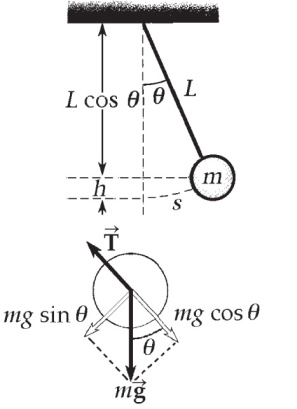 L cos θ θ L
h m
s
T⃗
mg sin θ mg cos θ
θ
mg⃗